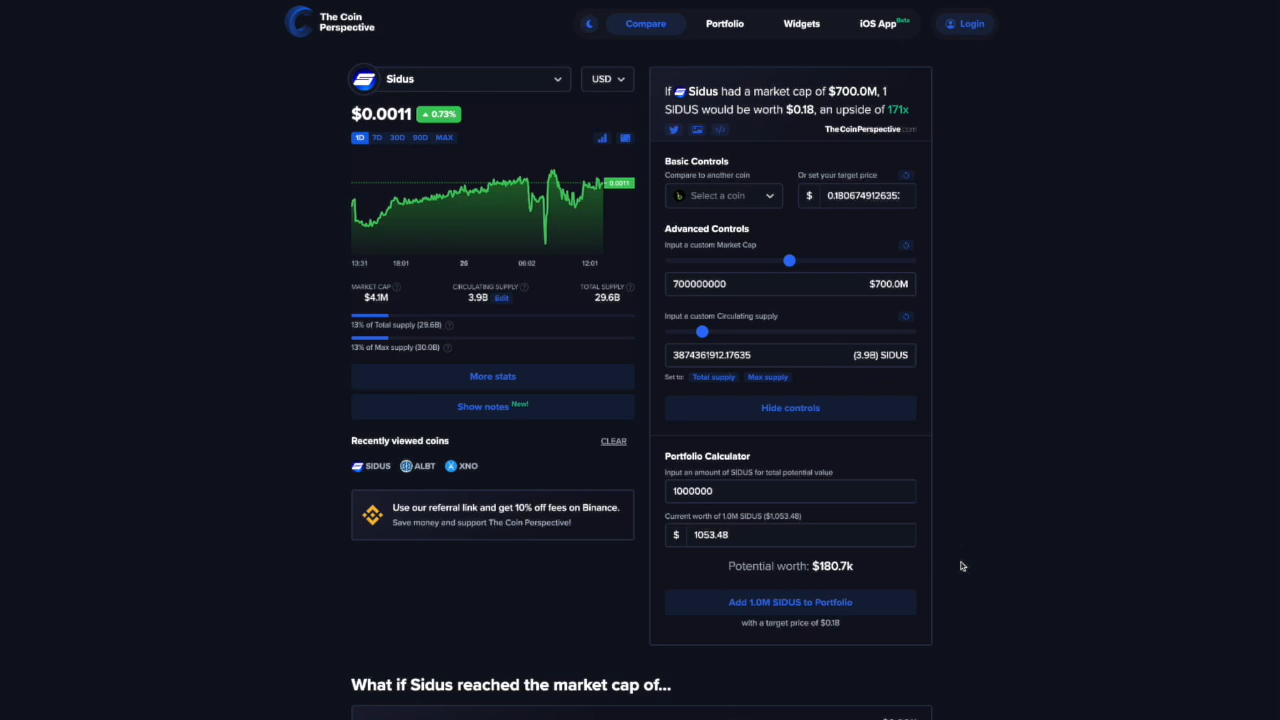 The Coin
Perspective
Compare
Portfolio
Widgets
iOS App Beta
Login
Sidus
USD
$0.0011
0.73%
1D 7D 30D 90D MAX
0.0011
13:31 18:01 26 06:02 12:01
MARKET CAP
$4.1M
CIRCULATING SUPPLY
3.9B Edit
TOTAL SUPPLY
29.6B
13% of Total supply (29.6B)
13% of Max supply (30.0B)
More stats
Show notes New!
Recently viewed coins
CLEAR
SIDUS ALBT XNO
Use our referral link and get 10% off fees on Binance.
Save money and support The Coin Perspective!
If Sidus had a market cap of $700.0M, 1
SIDUS would be worth $0.18, an upside of 171x
TheCoinPerspective.com
Basic Controls
Compare to another coin
Select a coin
Or set your target price
$ 0.180674912635
Advanced Controls
Input a custom Market Cap
700000000 $700.0M
Input a custom Circulating supply
3874361912.17635 (3.9B) SIDUS
Set to: Total supply Max supply
Hide controls
Portfolio Calculator
Input an amount of SIDUS for total potential value
1000000
Current worth of 1.0M SIDUS ($1,053.48)
$ 1053.48
Potential worth: $180.7k
Add 1.0M SIDUS to Portfolio
with a target price of $0.18
What if Sidus reached the market cap of...